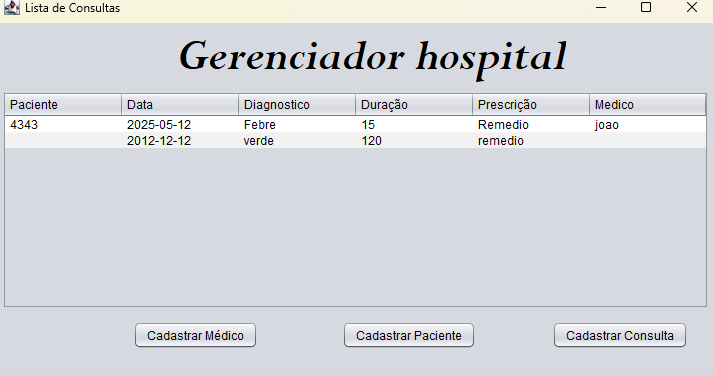 Lista de Consultas
Gerenciador hospital
Paciente Data Diagnostico Duração Prescrição Medico
4343 2025-05-12 Febre 15 Remedio joao
2012-12-12 verde 120 remedio
Cadastrar Médico Cadastrar Paciente Cadastrar Consulta